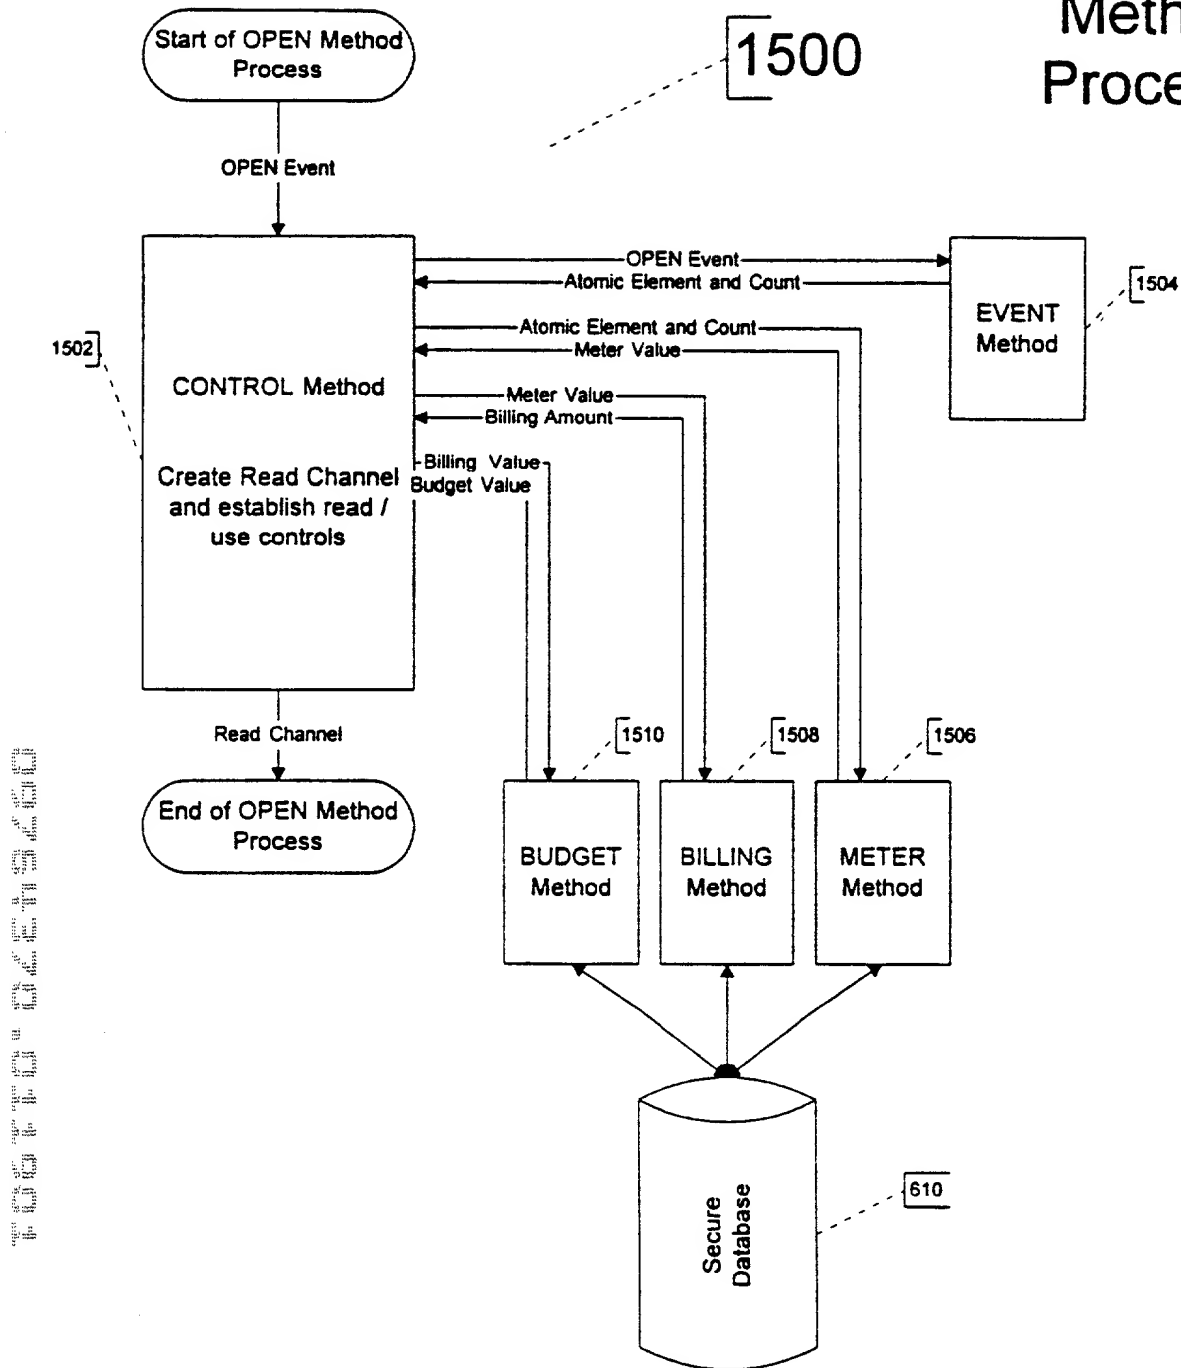 Start of OPEN Method
Process
1500
OPEN Event
OPEN Event
Atomic Element and Count
EVENT
Method
1504
Atomic Element and Count
Meter Value
1502
CONTROL Method
Meter Value
Billing Amount
Billing Value
Budget Value
Create Read Channel
and establish read /
use controls
Read Channel
1510
1508
1506
End of OPEN Method
Process
BUDGET
Method
BILLING
Method
METER
Method
610
Secure
Database